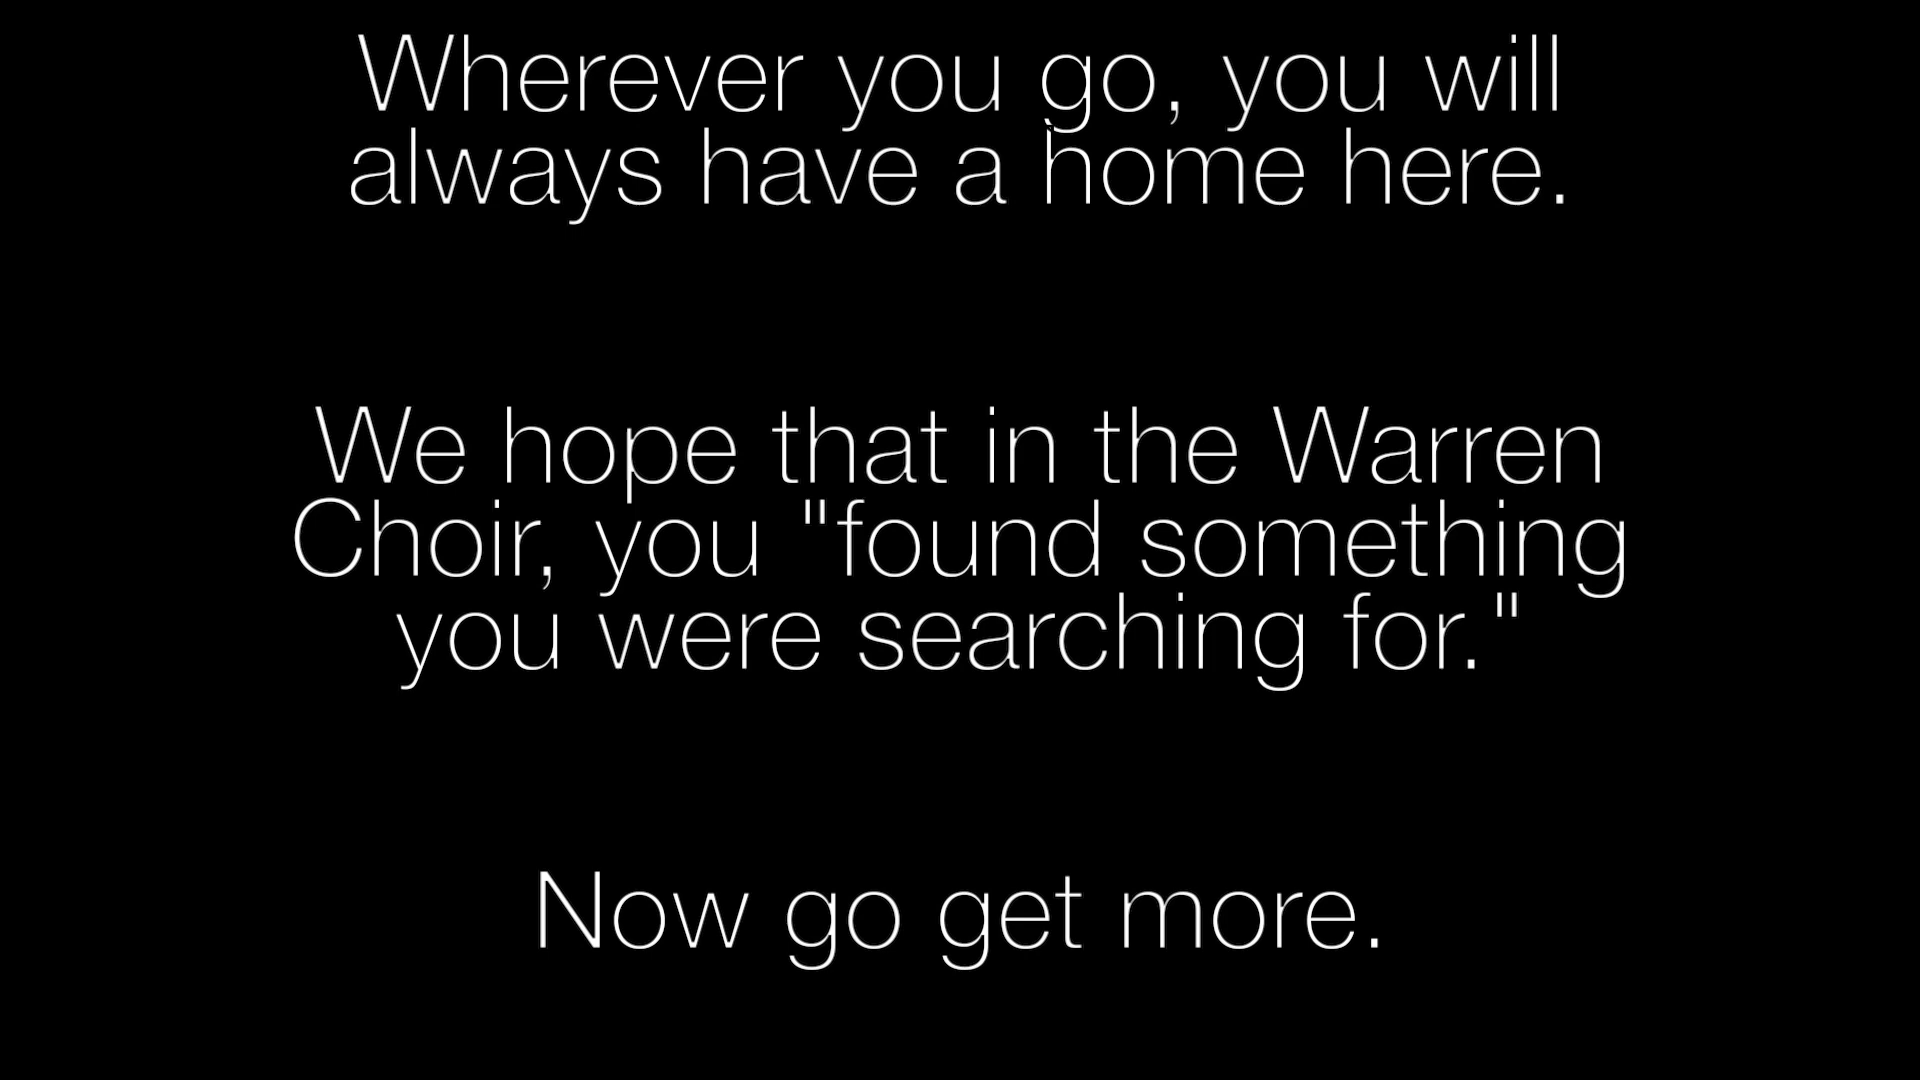 Wherever you go, you will
always have a home here.
We hope that in the Warren
Choir, you "found something
you were searching for."
Now go get more.